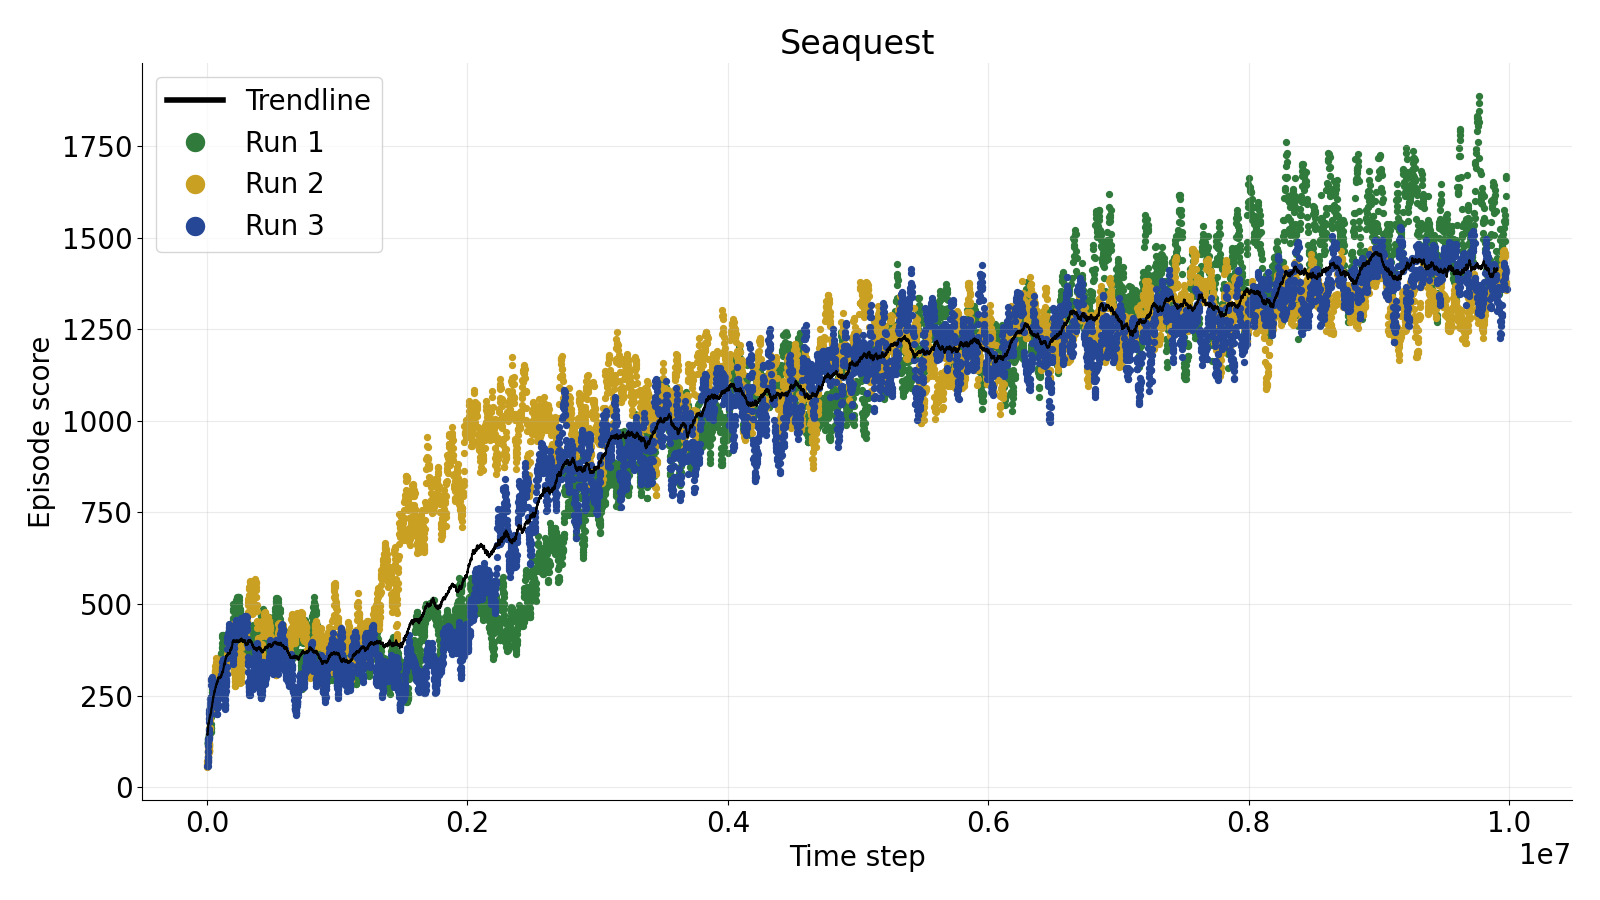 Seaquest
Trendline
Run 1
Run 2
Run 3
Episode score
1750
1500
1250
1000
750
500
250
0
0.0 0.2 0.4 0.6 0.8 1.0
1e7
Time step